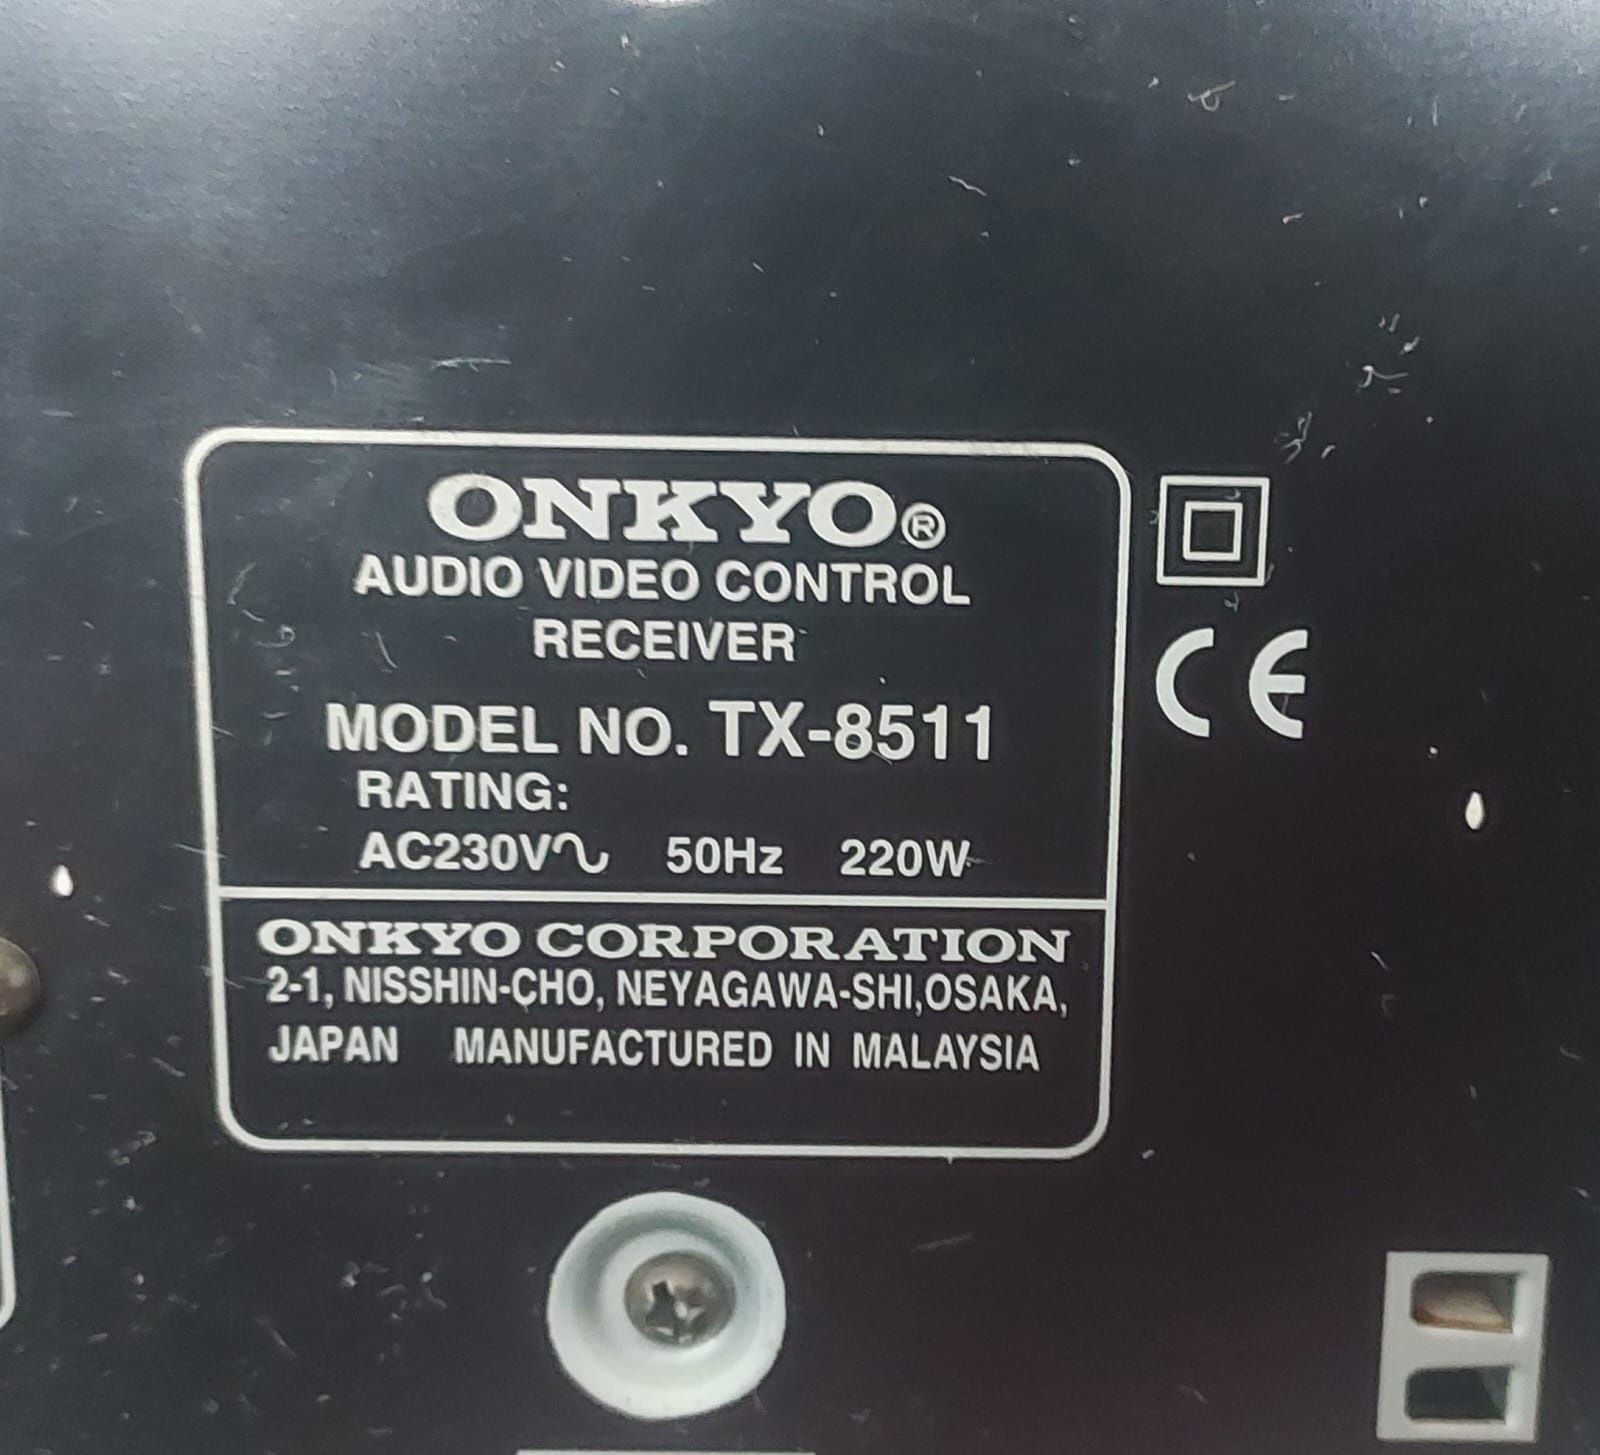 ONKYO®
AUDIO VIDEO CONTROL
RECEIVER
MODEL NO. TX-8511
RATING:
AC230V∿ 50Hz 220W
ONKYO CORPORATION
2-1, NISSHIN-CHO, NEYAGAWA-SHI,OSAKA,
JAPAN MANUFACTURED IN MALAYSIA
CE